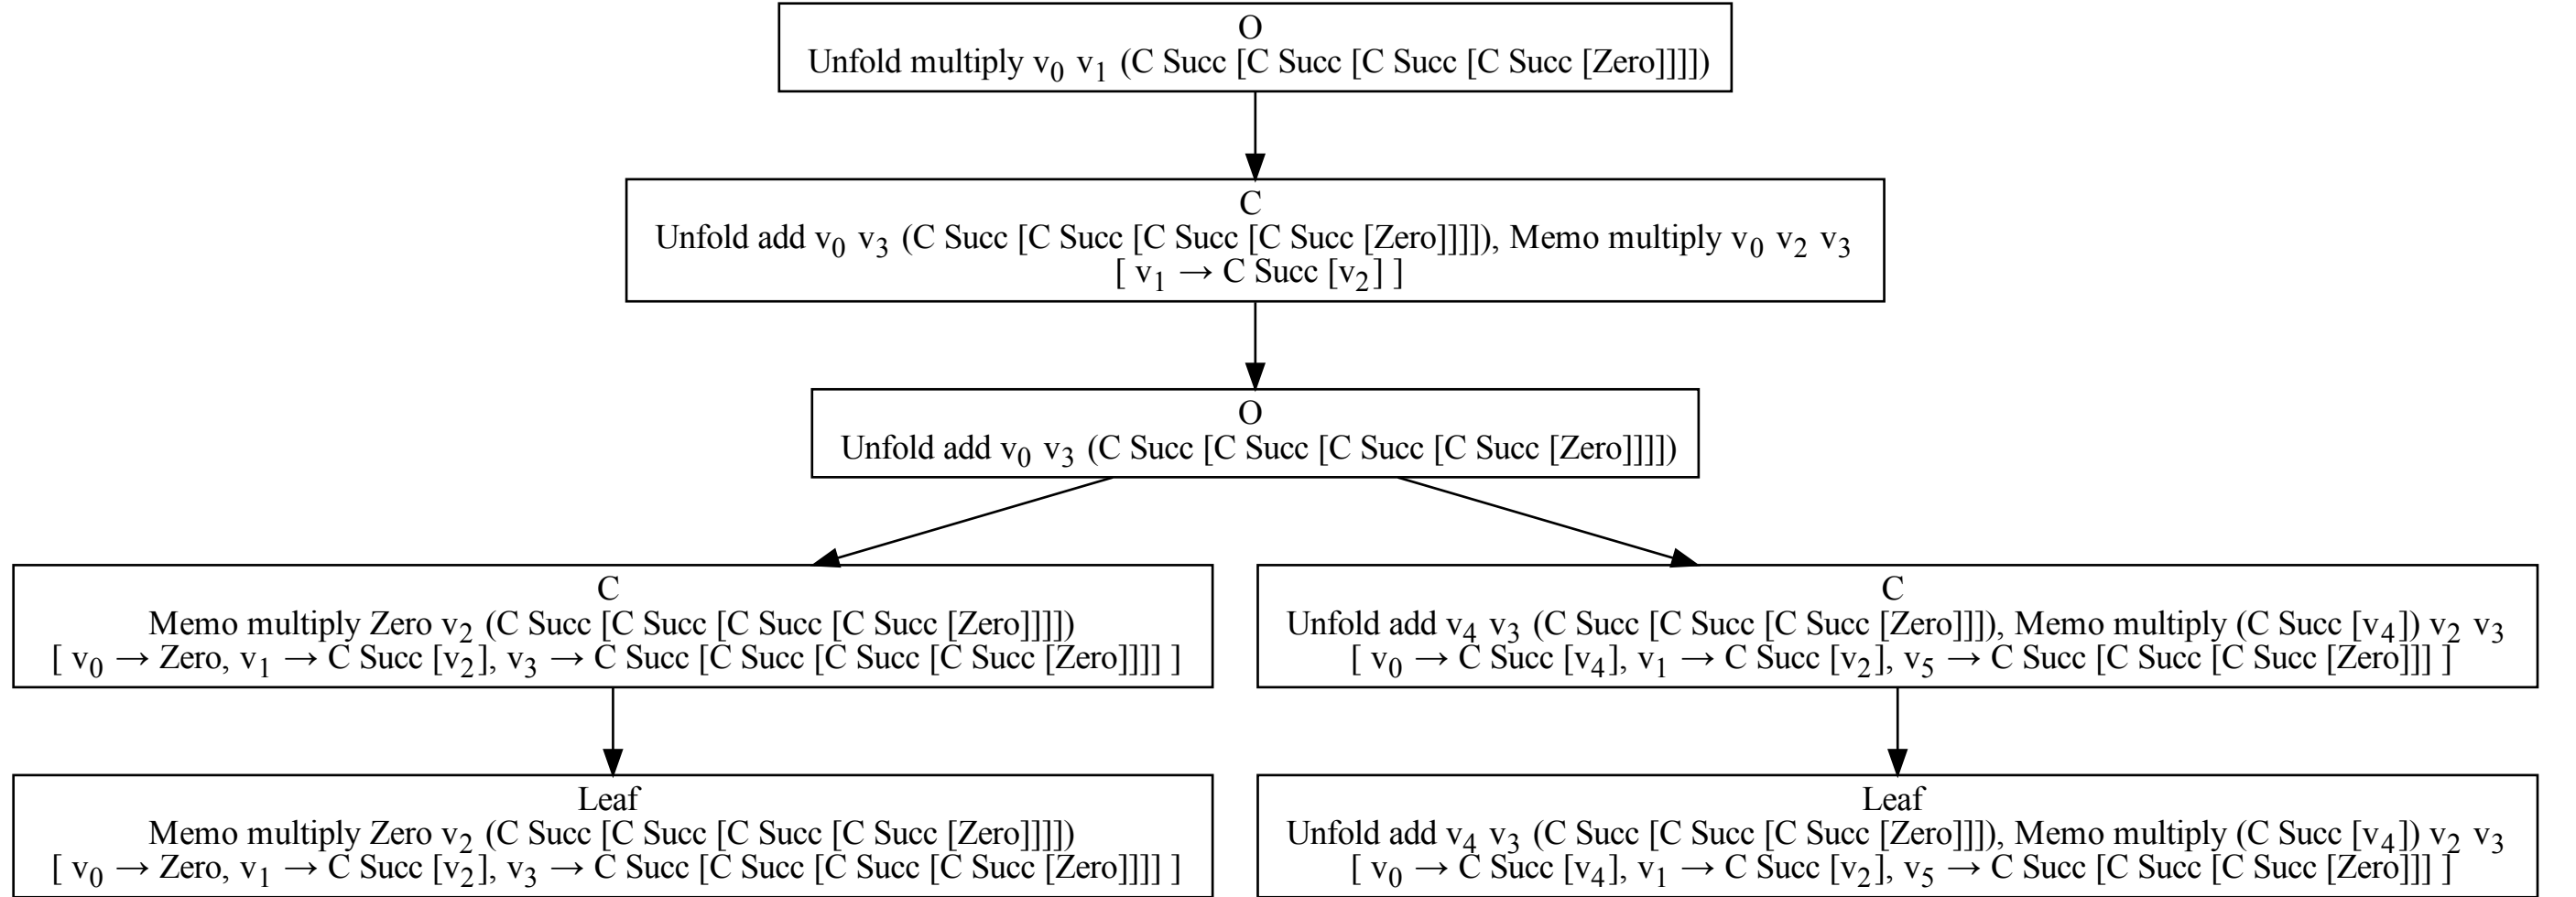 O
Unfold multiply v₀ v₁ (C Succ [C Succ [C Succ [C Succ [Zero]]]])
C
Unfold add v₀ v₃ (C Succ [C Succ [C Succ [C Succ [Zero]]]]), Memo multiply v₀ v₂ v₃
[ v₁ → C Succ [v₂] ]
O
Unfold add v₀ v₃ (C Succ [C Succ [C Succ [C Succ [Zero]]]])
C
Memo multiply Zero v₂ (C Succ [C Succ [C Succ [C Succ [Zero]]]])
[ v₀ → Zero, v₁ → C Succ [v₂], v₃ → C Succ [C Succ [C Succ [C Succ [Zero]]]] ]
C
Unfold add v₄ v₃ (C Succ [C Succ [C Succ [Zero]]]), Memo multiply (C Succ [v₄]) v₂ v₃
[ v₀ → C Succ [v₄], v₁ → C Succ [v₂], v₅ → C Succ [C Succ [C Succ [Zero]]] ]
Leaf
Memo multiply Zero v₂ (C Succ [C Succ [C Succ [C Succ [Zero]]]])
[ v₀ → Zero, v₁ → C Succ [v₂], v₃ → C Succ [C Succ [C Succ [C Succ [Zero]]]] ]
Leaf
Unfold add v₄ v₃ (C Succ [C Succ [C Succ [Zero]]]), Memo multiply (C Succ [v₄]) v₂ v₃
[ v₀ → C Succ [v₄], v₁ → C Succ [v₂], v₅ → C Succ [C Succ [C Succ [Zero]]] ]